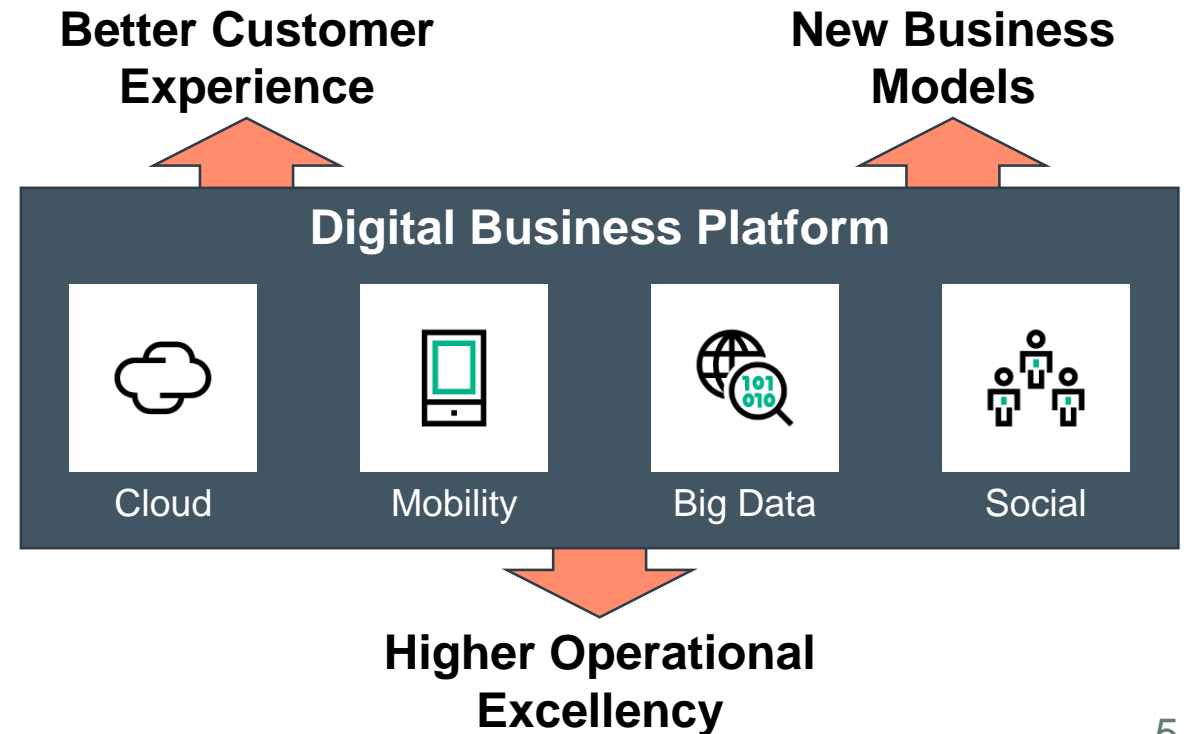 Better Customer
Experience
New Business
Models
Digital Business Platform
101
010
Cloud
Mobility
Big Data
Social
Higher Operational
Excellency
5